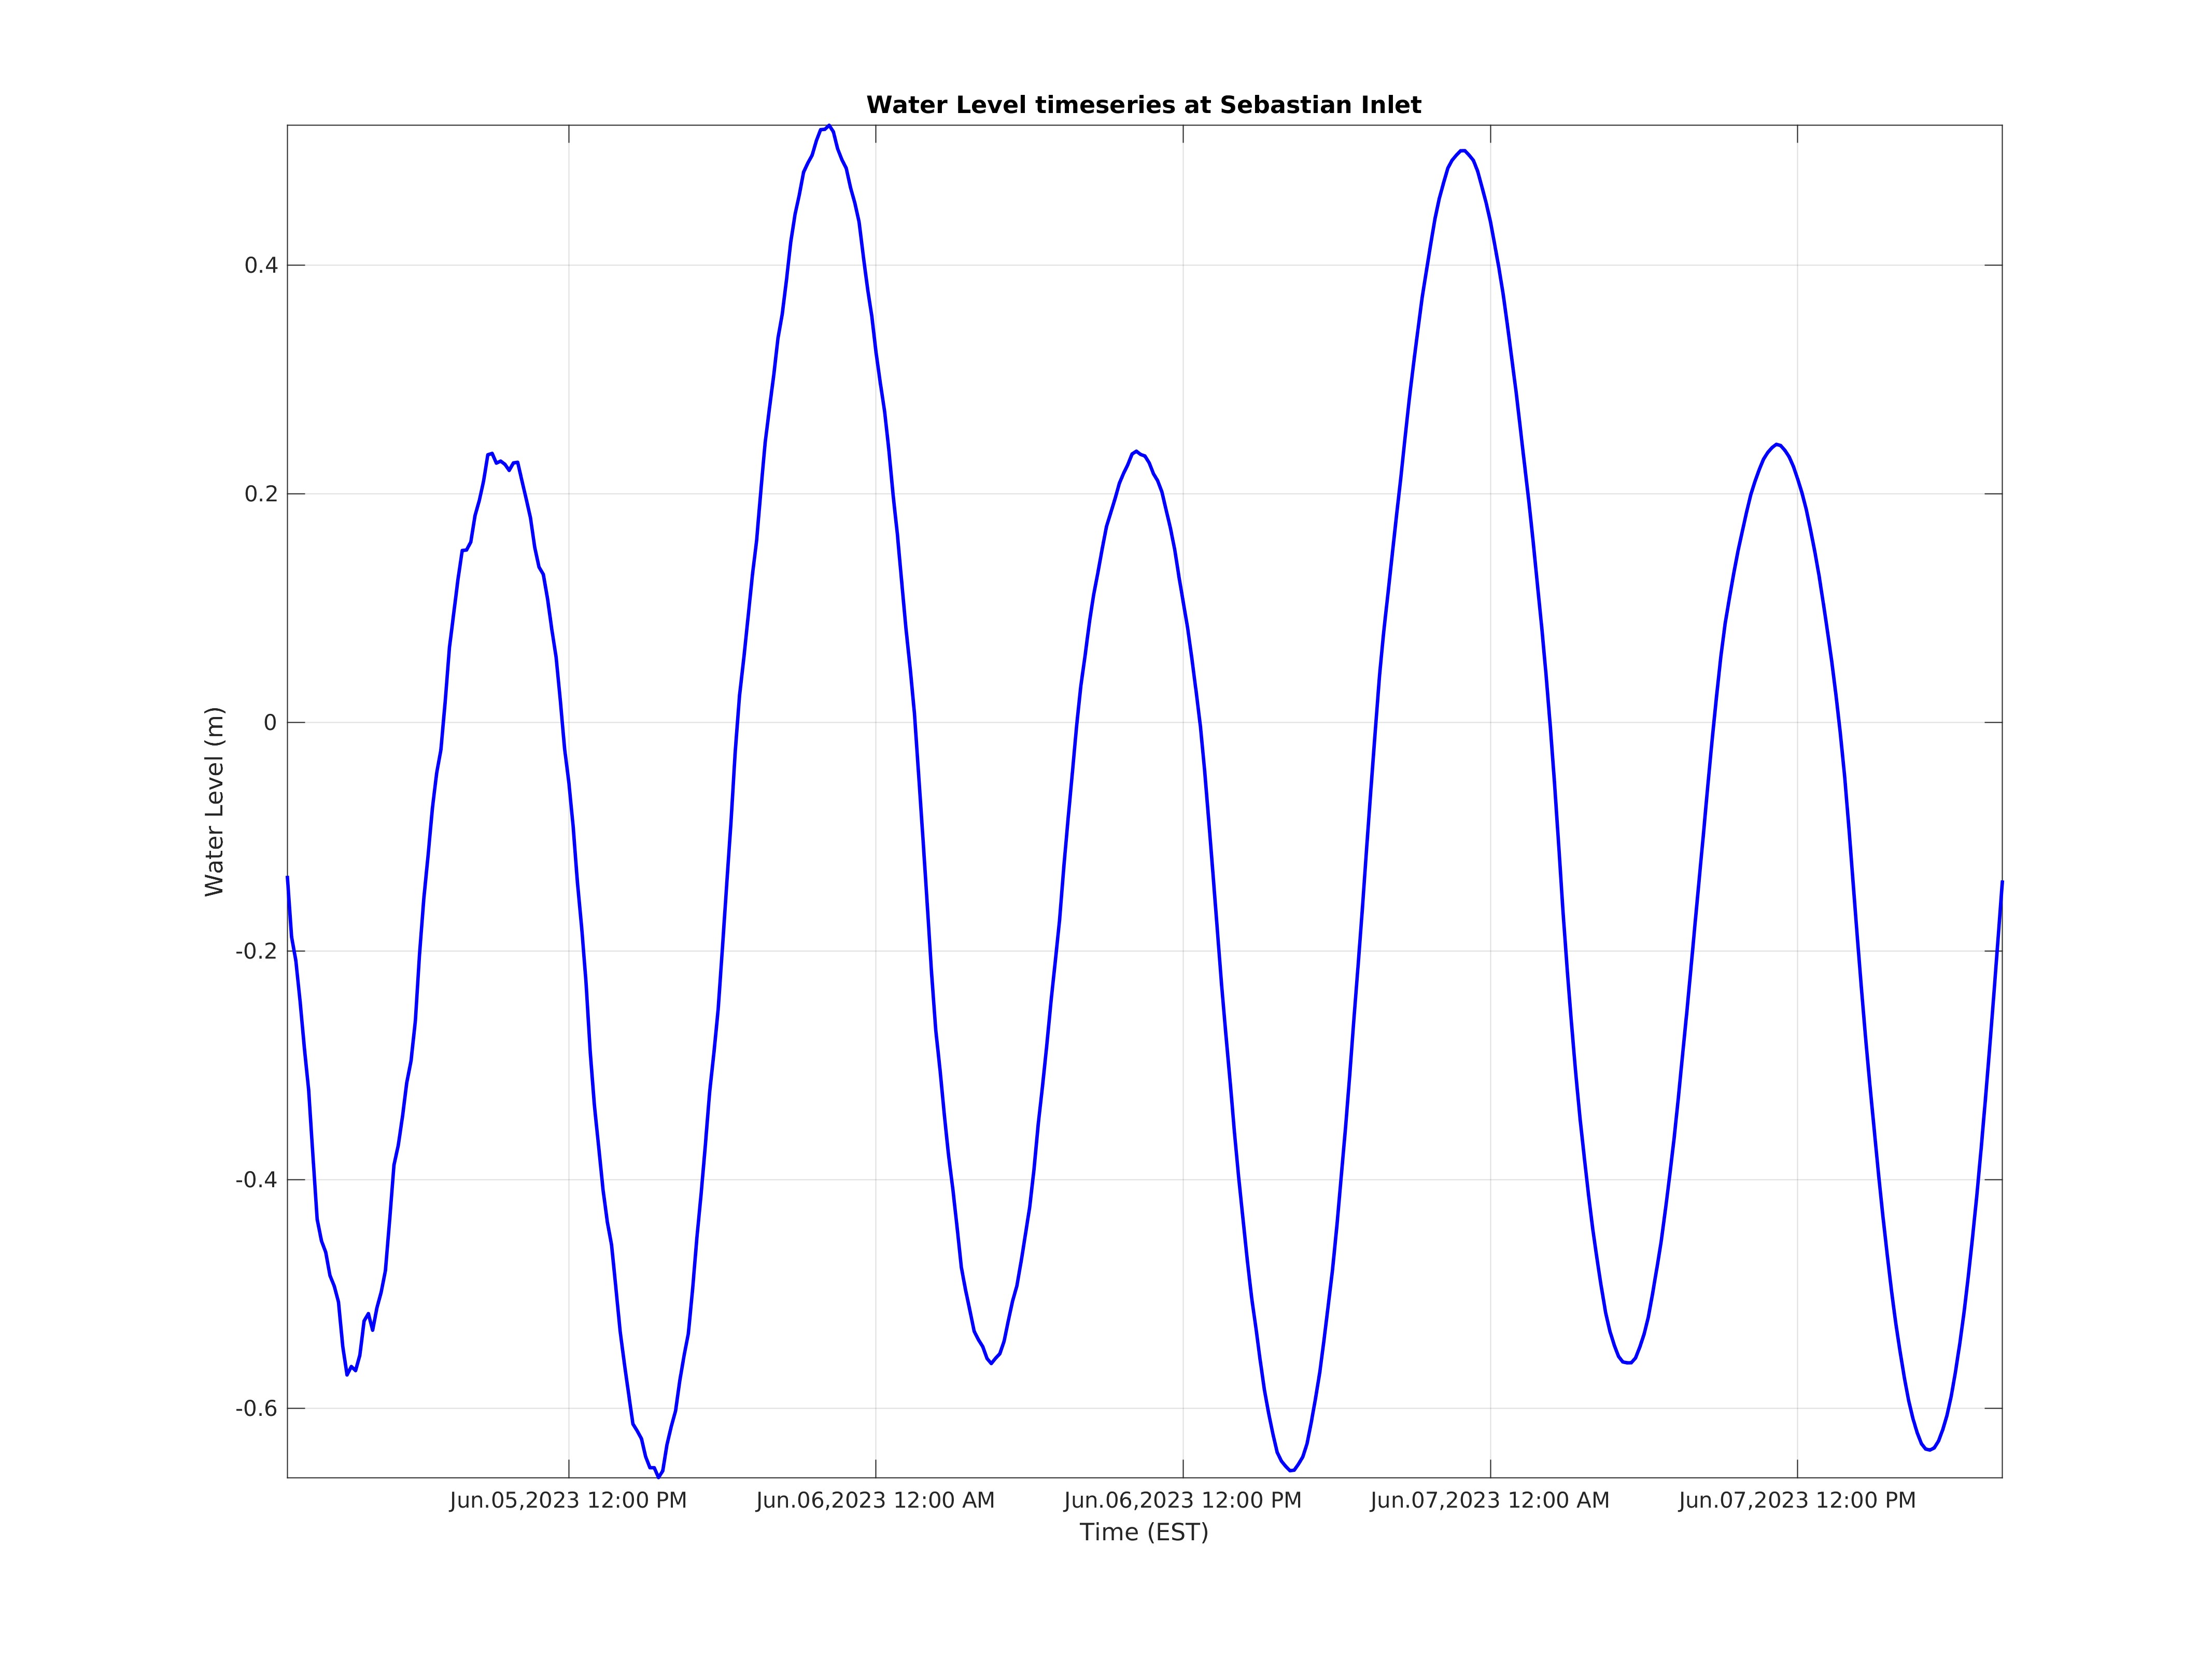 Water Level timeseries at Sebastian Inlet
0.4
0.2
0
-0.2
-0.4
-0.6
Water Level (m)
Jun.05,2023 12:00 PM
Jun.06,2023 12:00 AM
Jun.06,2023 12:00 PM
Jun.07,2023 12:00 AM
Jun.07,2023 12:00 PM
Time (EST)